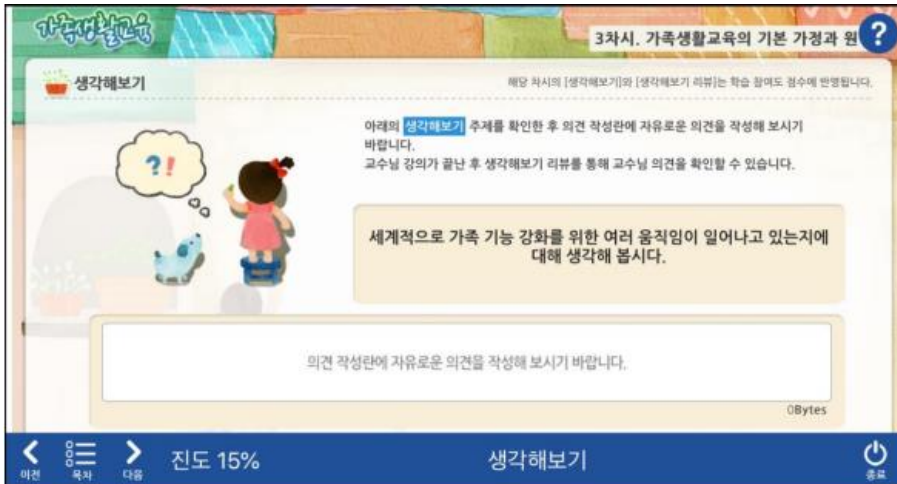 가족생활교육
3차시. 가족생활교육의 기본 가정과 원
?
생각해보기
해당 차시의 [생각해보기]와 [생각해보기 리뷰]는 학습 참여도 점수에 반영됩니다.
아래의 생각해보기 주제를 확인한 후 의견 작성란에 자유로운 의견을 작성해 보시기
바랍니다.
교수님 강의가 끝난 후 생각해보기 리뷰를 통해 교수님 의견을 확인할 수 있습니다.
?!
세계적으로 가족 기능 강화를 위한 여러 움직임이 일어나고 있는지에
대해 생각해 봅시다.
의견 작성란에 자유로운 의견을 작성해 보시기 바랍니다.
0Bytes
이전
목차
다음
진도 15%
생각해보기
종료